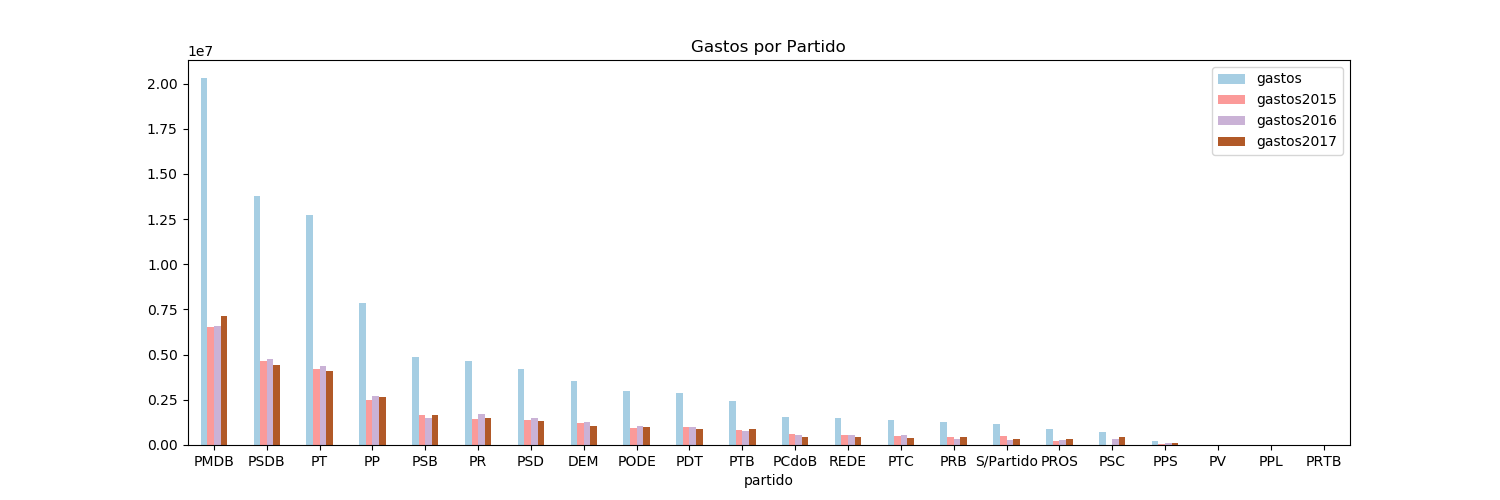 Gastos por Partido
1e7
2.00
1.75
1.50
1.25
1.00
0.75
0.50
0.25
0.00
gastos
gastos2015
gastos2016
gastos2017
PMDB PSDB PT PP PSB PR PSD DEM PODE PDT PTB PCdoB REDE PTC PRB S/Partido PROS PSC PPS PV PPL PRTB
partido